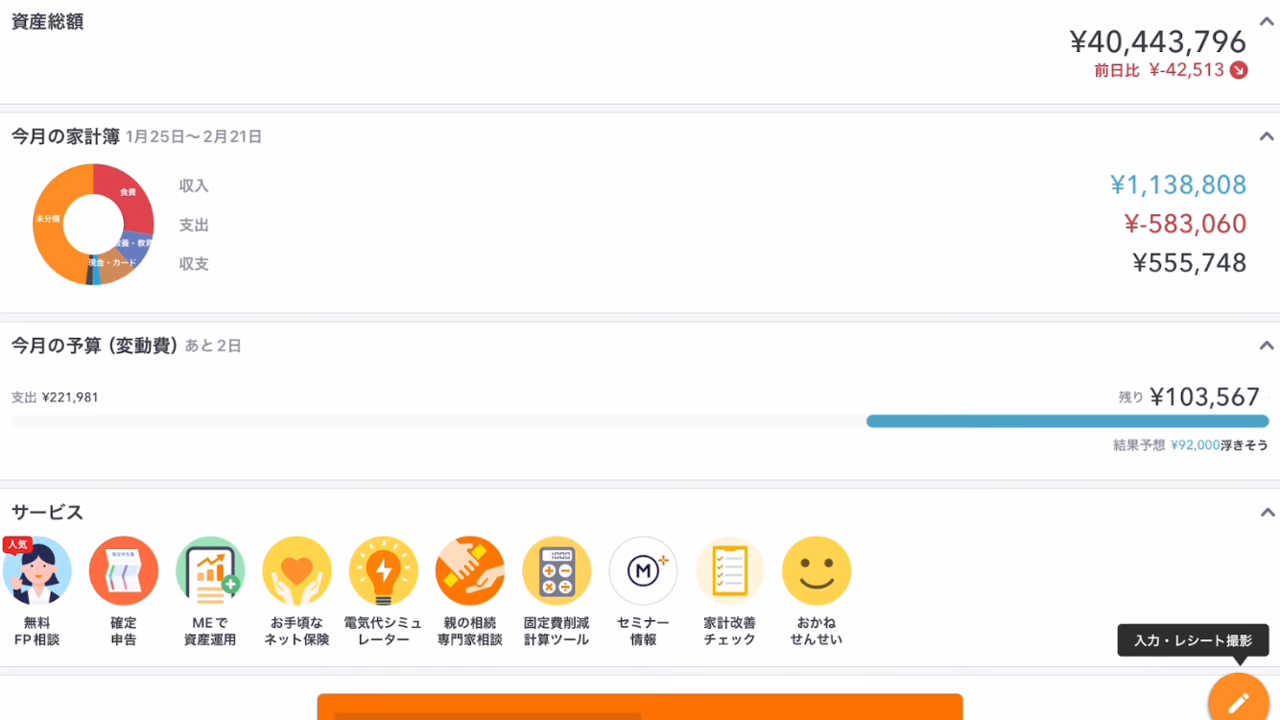 資産総額
¥40,443,796
前日比 ¥-42,513
今月の家計簿 1月25日～2月21日
食費
未分類
教養・教育
現金・カード
収入 ¥1,138,808
支出 ¥-583,060
収支 ¥555,748
今月の予算（変動費） あと2日
支出 ¥221,981
残り ¥103,567
結果予想 ¥92,000浮きそう
サービス
人気
無料
FP相談
確定
申告
MEで
資産運用
お手頃な
ネット保険
電気代シミュ
レーター
親の相続
専門家相談
固定費削減
計算ツール
M
セミナー
情報
家計改善
チェック
おかね
せんせい
入力・レシート撮影